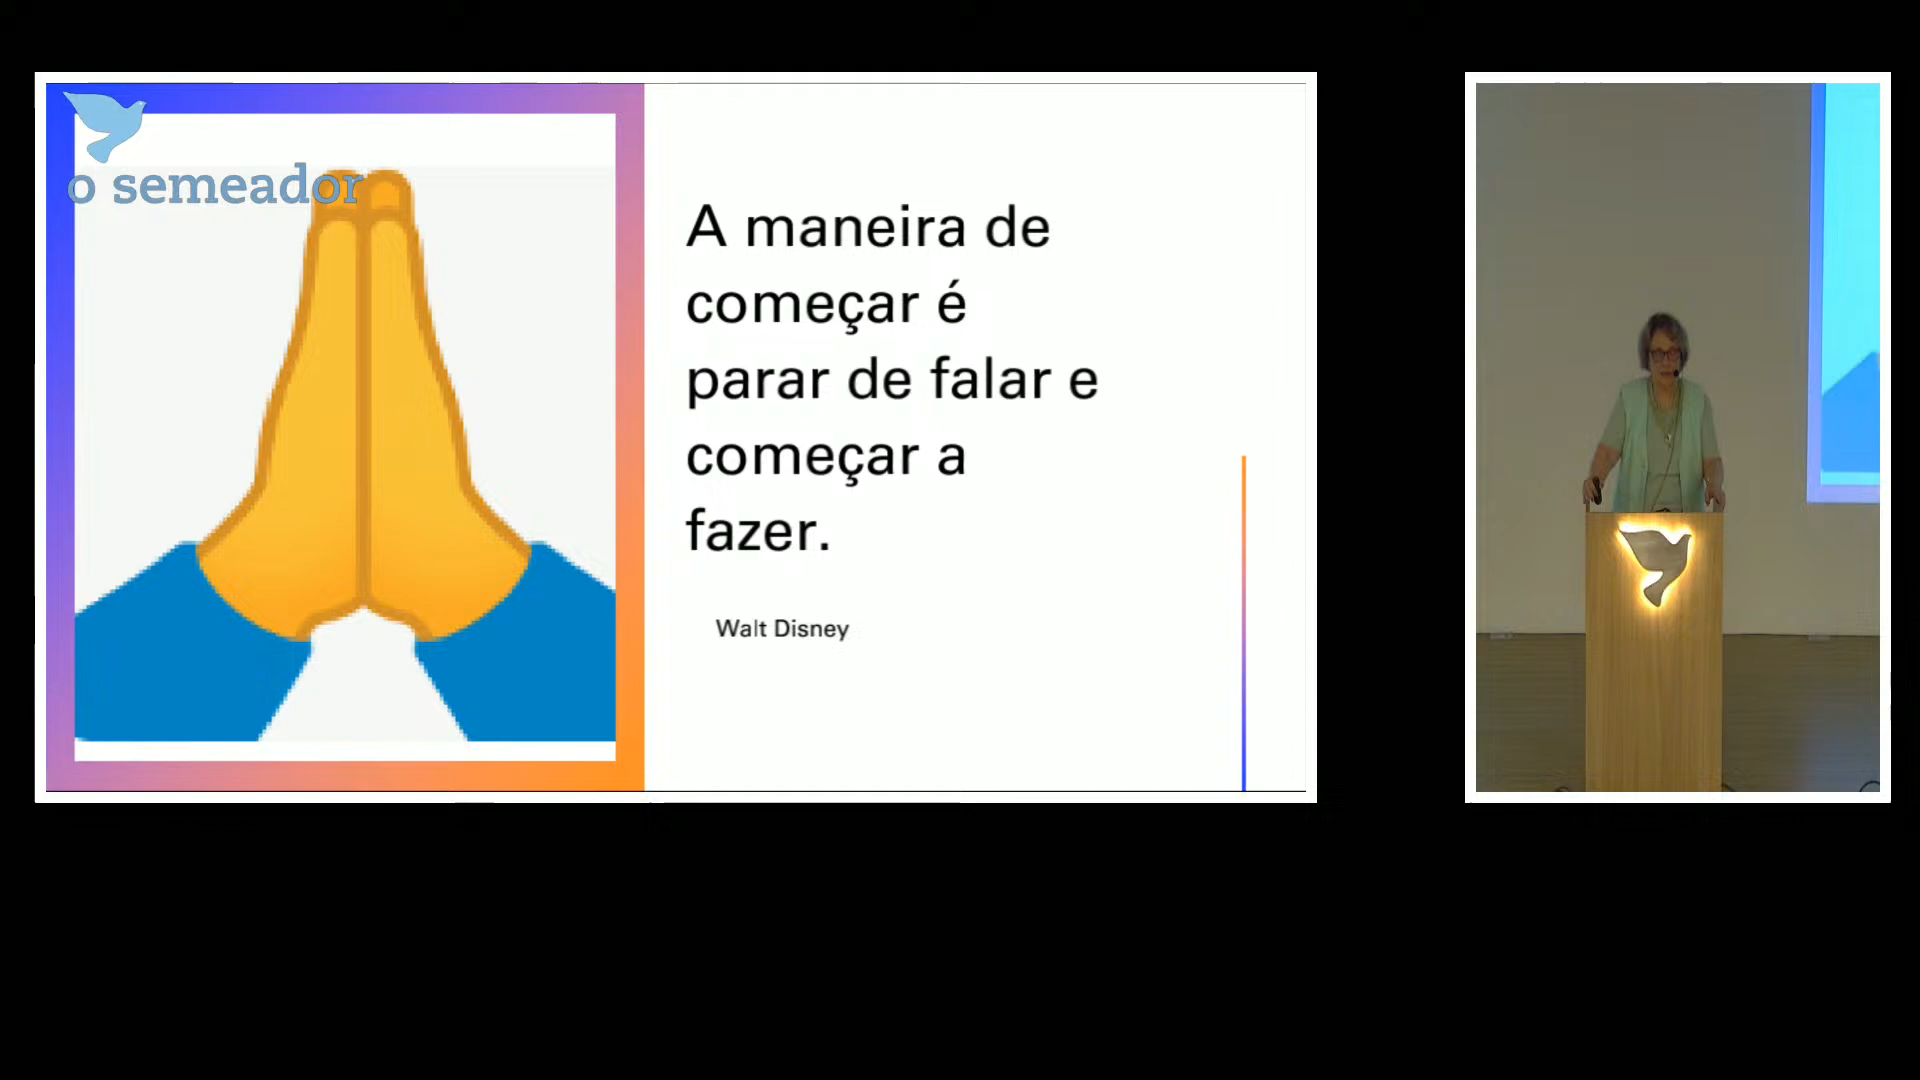 o semeador
A maneira de
começar é
parar de falar e
começar a
fazer.
Walt Disney